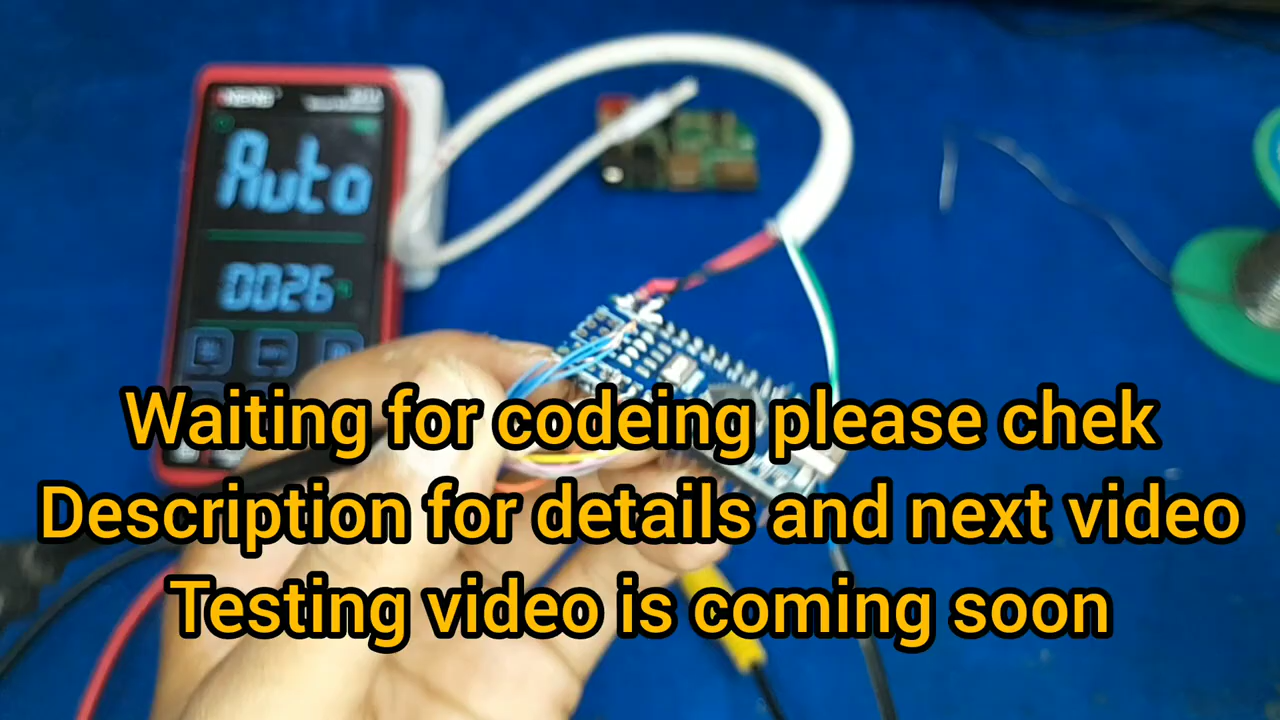 Auto
0026
Waiting for codeing please chek
Description for details and next video
Testing video is coming soon